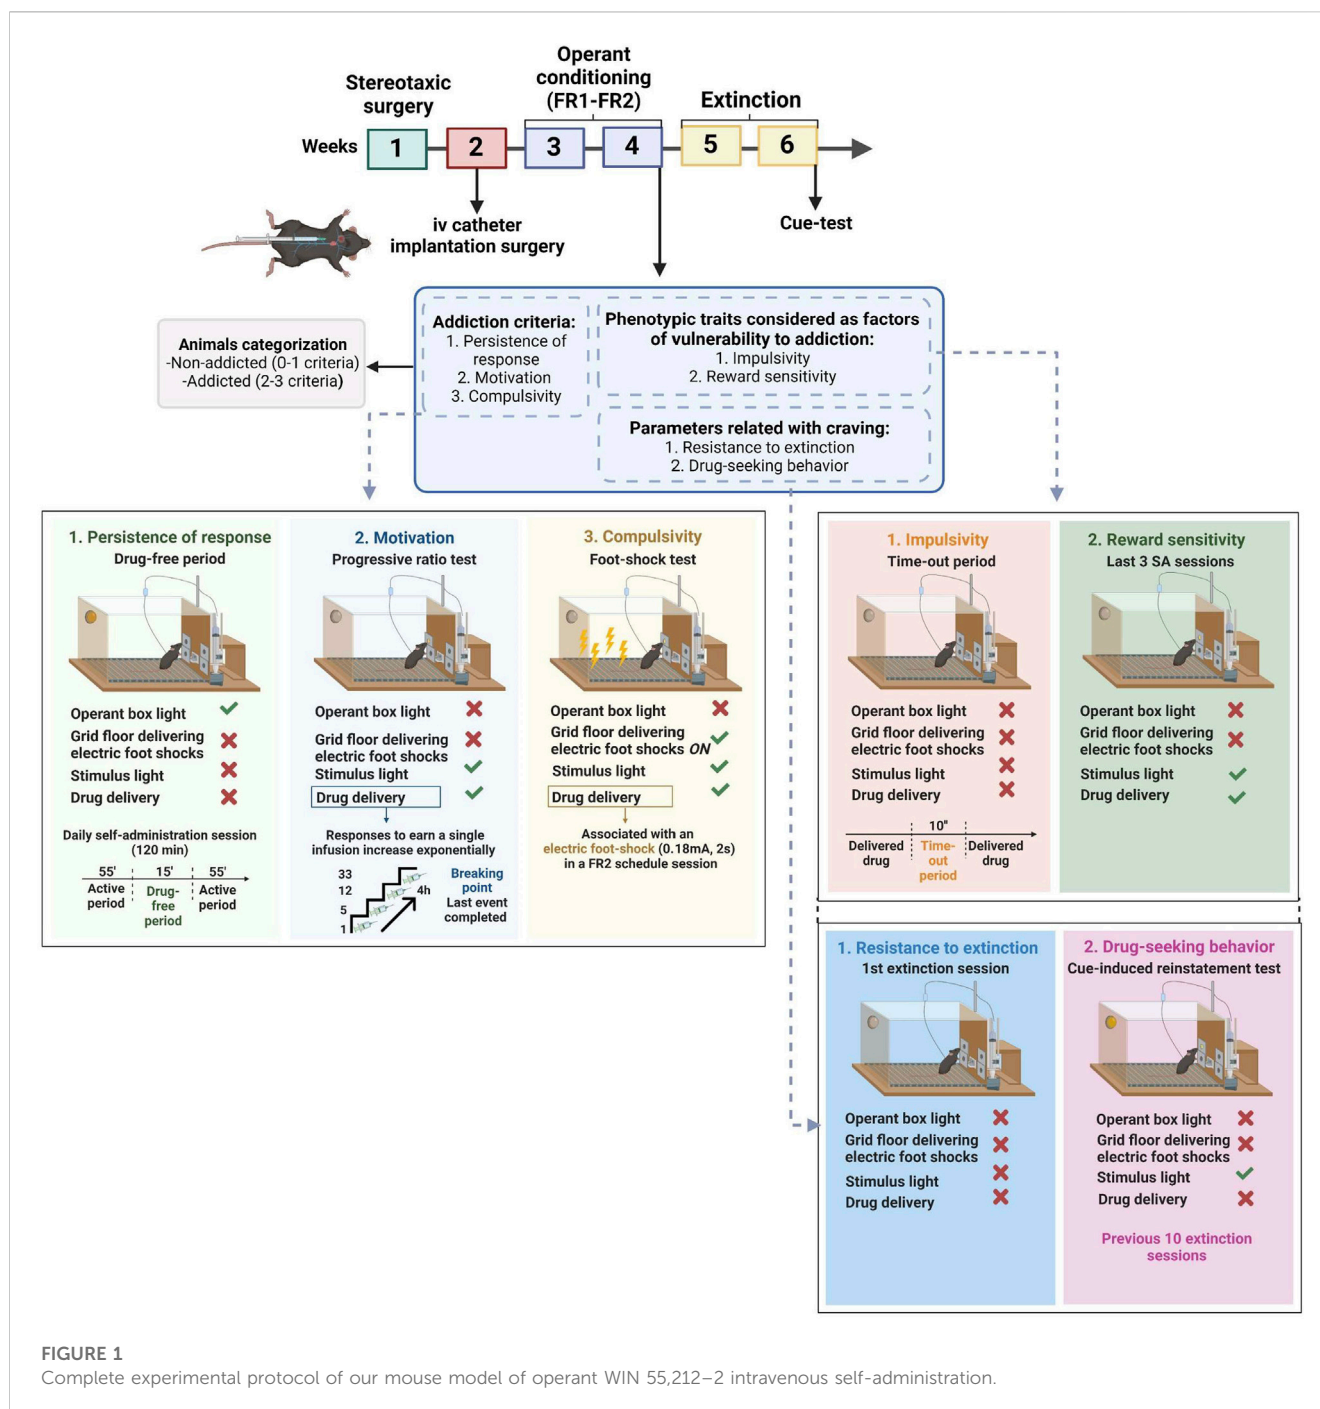 Operant
conditioning
(FR1-FR2)
Stereotaxic
surgery
Extinction
Weeks
1
2
3
4
5
6
iv catheter
implantation surgery
Cue-test
Animals categorization
-Non-addicted (0-1 criteria)
-Addicted (2-3 criteria)
Addiction criteria:
1. Persistence of
response
2. Motivation
3. Compulsivity
Phenotypic traits considered as factors
of vulnerability to addiction:
1. Impulsivity
2. Reward sensitivity
Parameters related with craving:
1. Resistance to extinction
2. Drug-seeking behavior
1. Persistence of response
Drug-free period
Operant box light
Grid floor delivering
electric foot shocks
Stimulus light
Drug delivery
Daily self-administration session
(120 min)
55' 15' 55'
Active
period
Drug-
free
period
Active
period
2. Motivation
Progressive ratio test
Operant box light
Grid floor delivering
electric foot shocks
Stimulus light
Drug delivery
Responses to earn a single
infusion increase exponentially
33
12
5
1
4h
Breaking
point
Last event
completed
3. Compulsivity
Foot-shock test
Operant box light
Grid floor delivering
electric foot shocks ON
Stimulus light
Drug delivery
Associated with an
electric foot-shock (0.18mA, 2s)
in a FR2 schedule session
1. Impulsivity
Time-out period
Operant box light
Grid floor delivering
electric foot shocks
Stimulus light
Drug delivery
10"
Delivered
drug
Time-
out
period
Delivered
drug
2. Reward sensitivity
Last 3 SA sessions
Operant box light
Grid floor delivering
electric foot shocks
Stimulus light
Drug delivery
1. Resistance to extinction
1st extinction session
Operant box light
Grid floor delivering
electric foot shocks
Stimulus light
Drug delivery
2. Drug-seeking behavior
Cue-induced reinstatement test
Operant box light
Grid floor delivering
electric foot shocks
Stimulus light
Drug delivery
Previous 10 extinction
sessions
FIGURE 1
Complete experimental protocol of our mouse model of operant WIN 55,212–2 intravenous self-administration.